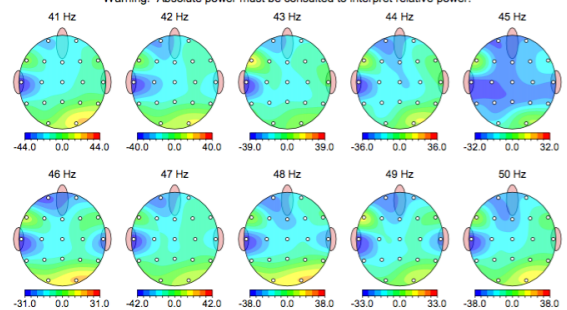 Warning: Absolute power must be consulted to interpret relative power.
41 Hz 42 Hz 43 Hz 44 Hz 45 Hz
-44.0 0.0 44.0 -40.0 0.0 40.0 -39.0 0.0 39.0 -36.0 0.0 36.0 -32.0 0.0 32.0
46 Hz 47 Hz 48 Hz 49 Hz 50 Hz
-31.0 0.0 31.0 -42.0 0.0 42.0 -38.0 0.0 38.0 -33.0 0.0 33.0 -38.0 0.0 38.0